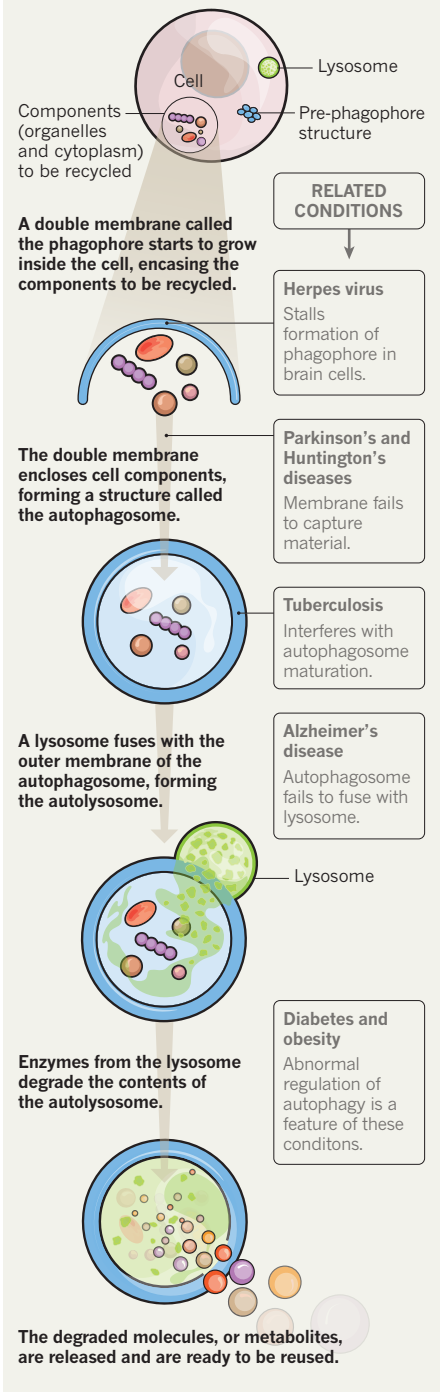 Cell
Lysosome
Components
(organelles
and cytoplasm)
to be recycled
Pre-phagophore
structure
RELATED
CONDITIONS
A double membrane called
the phagophore starts to grow
inside the cell, encasing the
components to be recycled.
Herpes virus
Stalls
formation of
phagophore in
brain cells.
The double membrane
encloses cell components,
forming a structure called
the autophagosome.
Parkinson’s and
Huntington’s
diseases
Membrane fails
to capture
material.
Tuberculosis
Interferes with
autophagosome
maturation.
A lysosome fuses with the
outer membrane of the
autophagosome, forming
the autolysosome.
Alzheimer’s
disease
Autophagosome
fails to fuse with
lysosome.
Lysosome
Enzymes from the lysosome
degrade the contents of
the autolysosome.
Diabetes and
obesity
Abnormal
regulation of
autophagy is a
feature of these
conditons.
The degraded molecules, or metabolites,
are released and are ready to be reused.